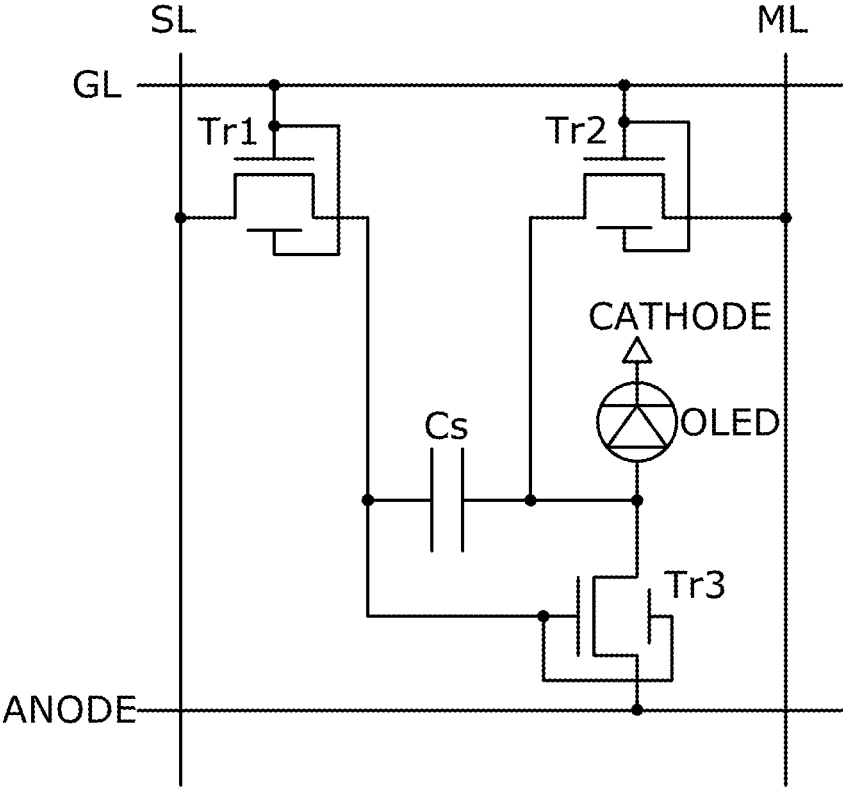 SL
ML
GL
Tr1
Tr2
CATHODE
Cs
OLED
Tr3
ANODE